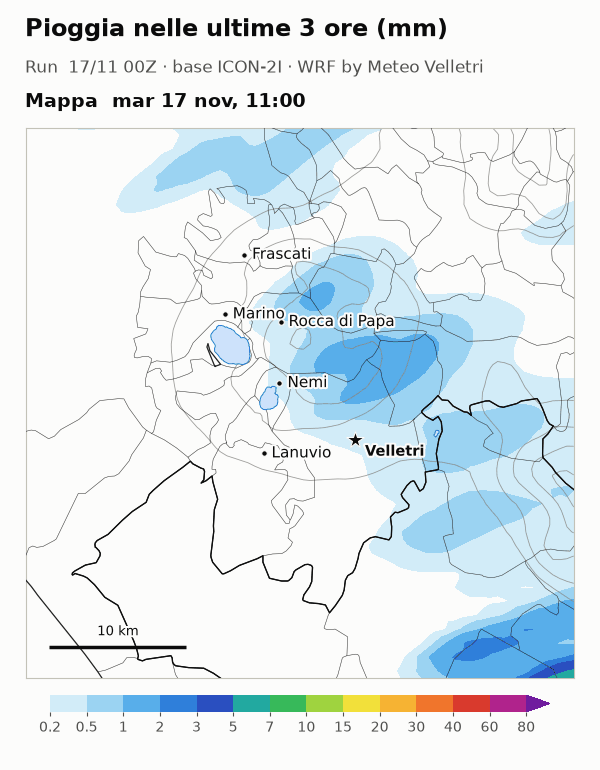 Pioggia nelle ultime 3 ore (mm)
Run  17/11 00Z · base ICON-2I · WRF by Meteo Velletri
Mappa  mar 17 nov, 11:00
Frascati
Marino
Rocca di Papa
Nemi
Velletri
Lanuvio
10 km
0.2 0.5 1 2 3 5 7 10 15 20 30 40 60 80